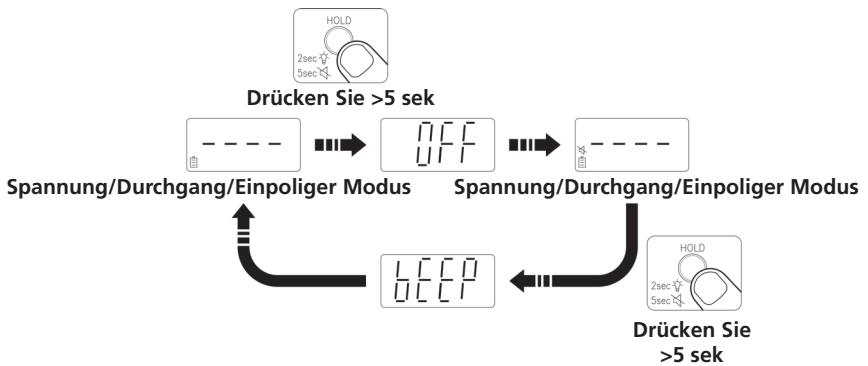 HOLD
2sec
5sec
Drücken Sie >5 sek
- - - -
OFF
- - - -
Spannung/Durchgang/Einpoliger Modus
Spannung/Durchgang/Einpoliger Modus
bEEP
HOLD
2sec
5sec
Drücken Sie
>5 sek